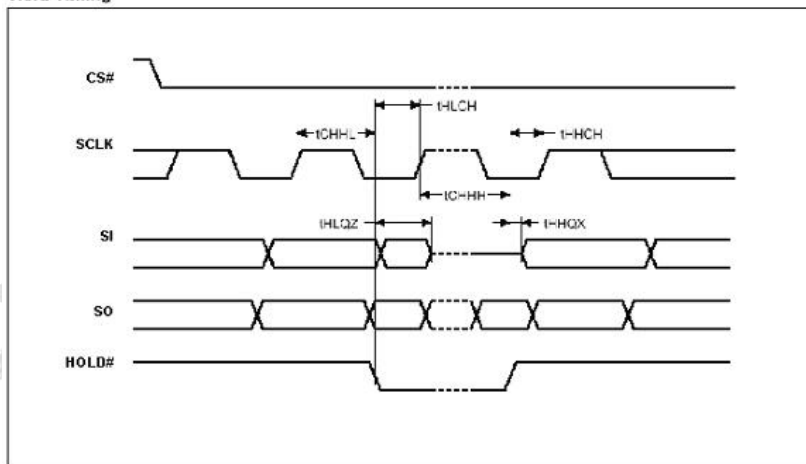 CS#
tHLCH
tCHHL
tHHCH
SCLK
tCHHH
tHLQZ
tHHQX
SI
SO
HOLD#